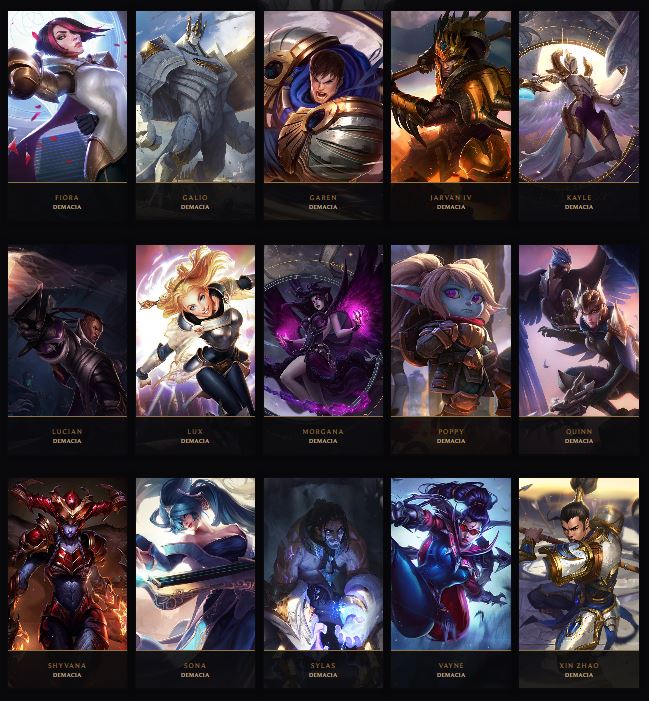 FIORA
DEMACIA
GALIO
DEMACIA
GAREN
DEMACIA
JARVAN IV
DEMACIA
KAYLE
DEMACIA
LUCIAN
DEMACIA
LUX
DEMACIA
MORGANA
DEMACIA
POPPY
DEMACIA
QUINN
DEMACIA
SHYVANA
DEMACIA
SONA
DEMACIA
SYLAS
DEMACIA
VAYNE
DEMACIA
XIN ZHAO
DEMACIA